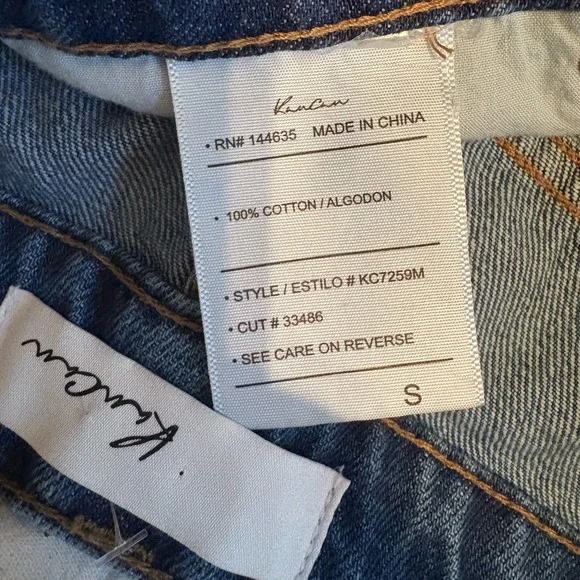 KanCan
• RN# 144635 MADE IN CHINA
• 100% COTTON / ALGODON
• STYLE / ESTILO # KC7259M
• CUT # 33486
• SEE CARE ON REVERSE
S
KanCan